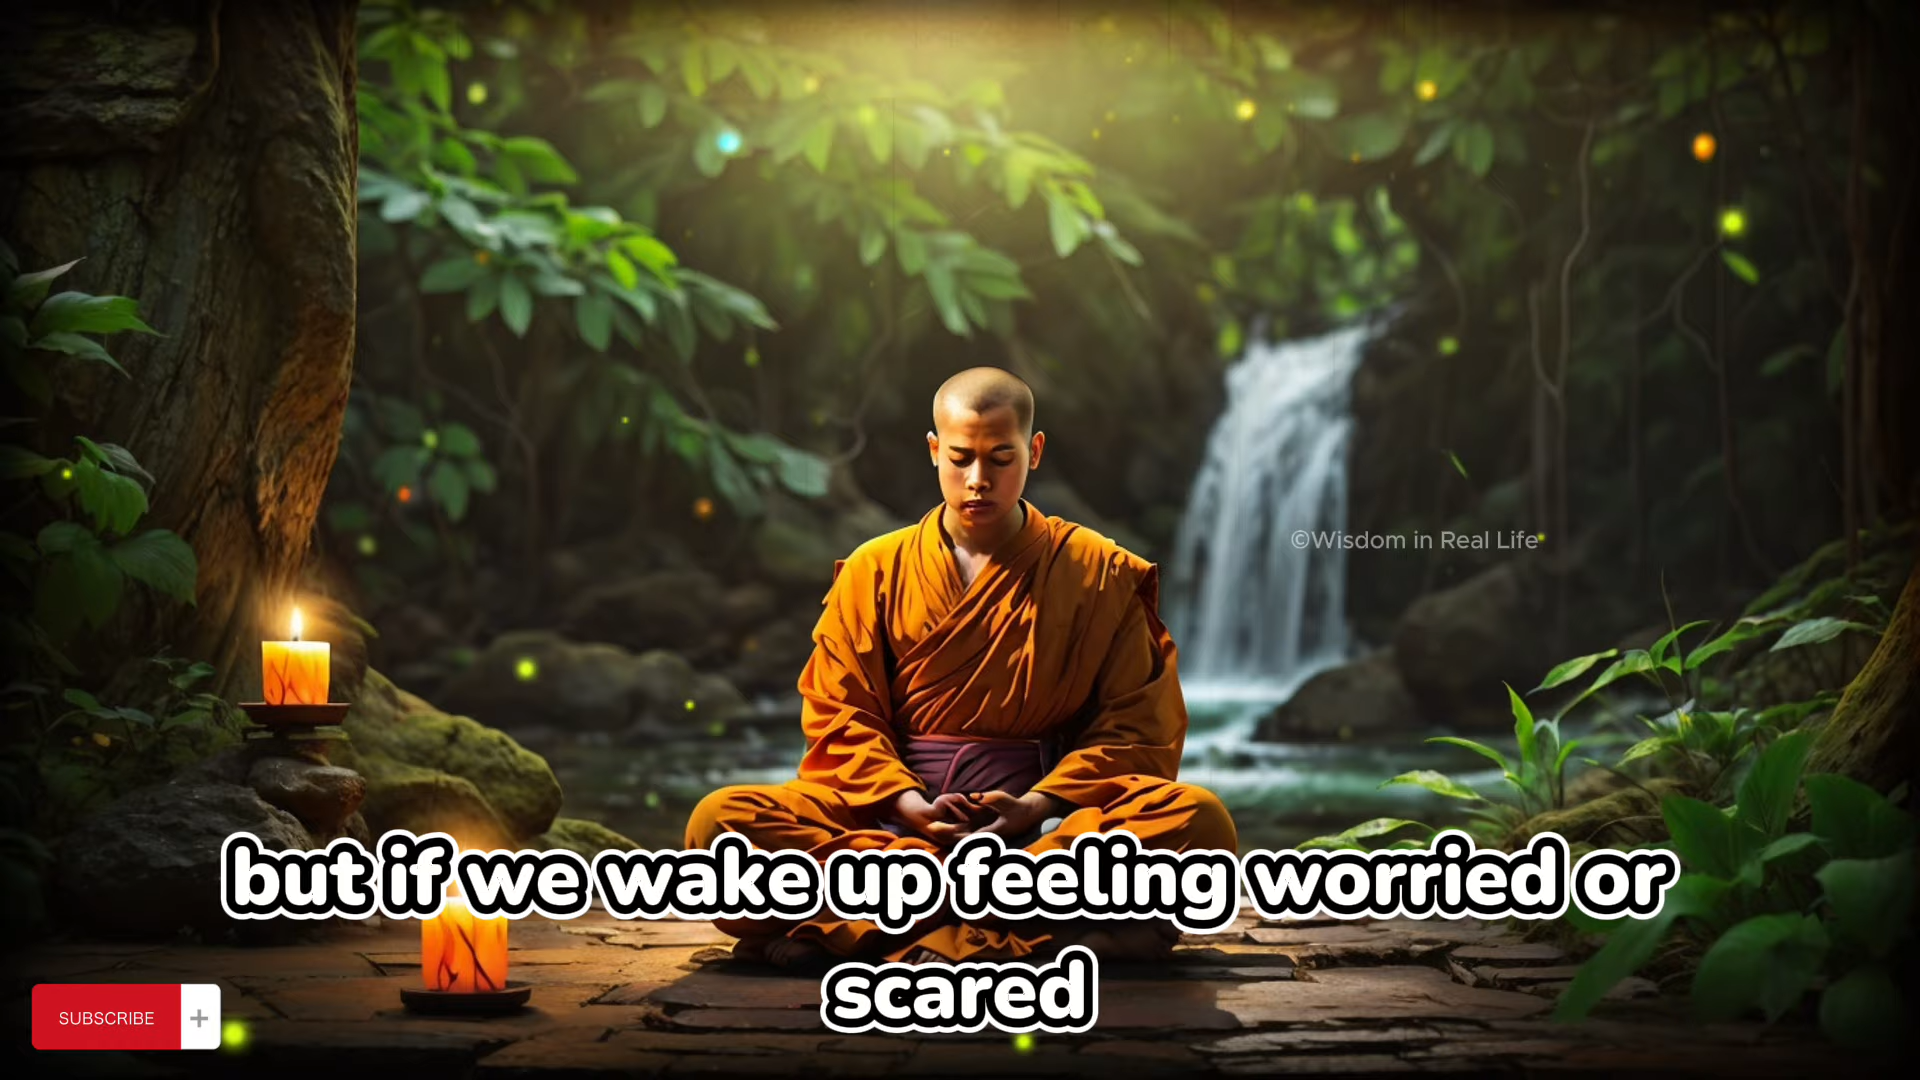 ©Wisdom in Real Life
but if we wake up feeling worried or
scared
SUBSCRIBE +